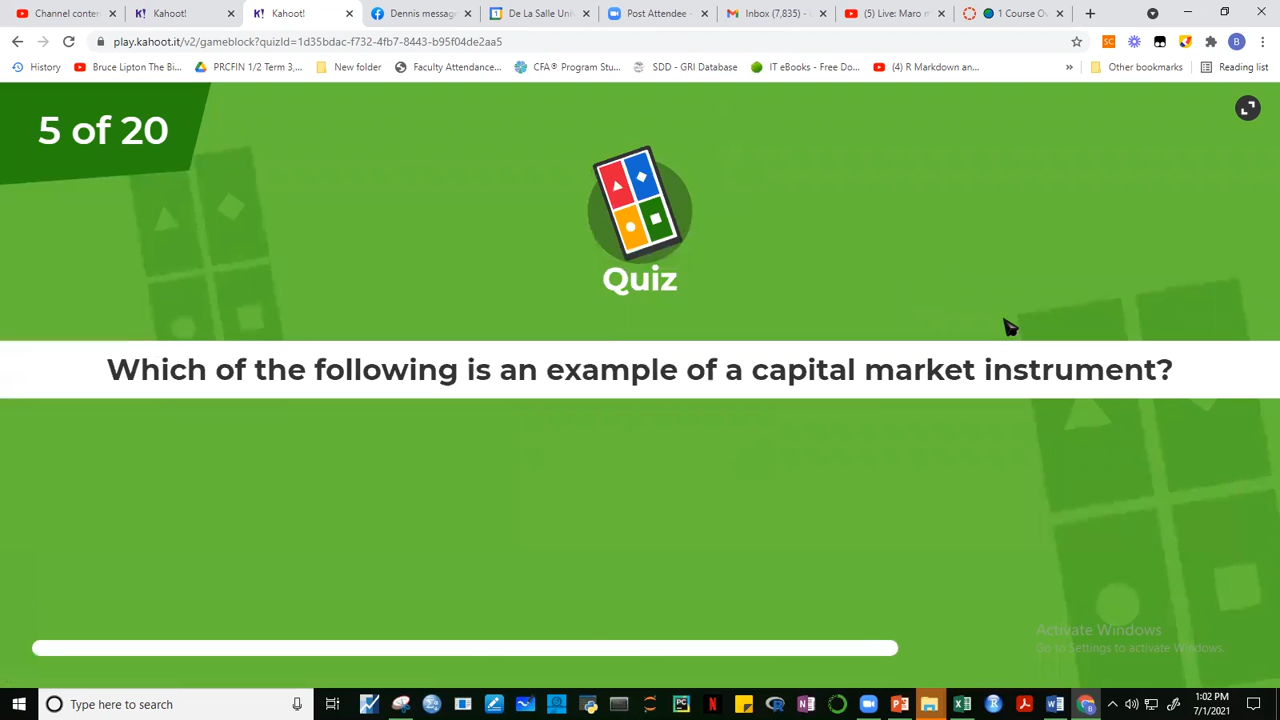 Channel conten
Kahoot!
K! Kahoot!
Dennis messag
De La Salle Uni
Post Attendee -
Inbox (7,835) -
(5) Live: Maro m
1 Course Ov
play.kahoot.it/v2/gameblock?quizId=1d35bdac-f732-4fb7-8443-b95f04de2aa5
History
Bruce Lipton The Bi...
PRCFIN 1/2 Term 3,...
New folder
Faculty Attendance...
CFA® Program Stu...
SDD - GRI Database
IT eBooks - Free Do...
(4) R Markdown an...
»
Other bookmarks
Reading list
5 of 20
Quiz
Which of the following is an example of a capital market instrument?
Activate Windows
Go to Settings to activate Windows.
Type here to search
1:02 PM
7/1/2021